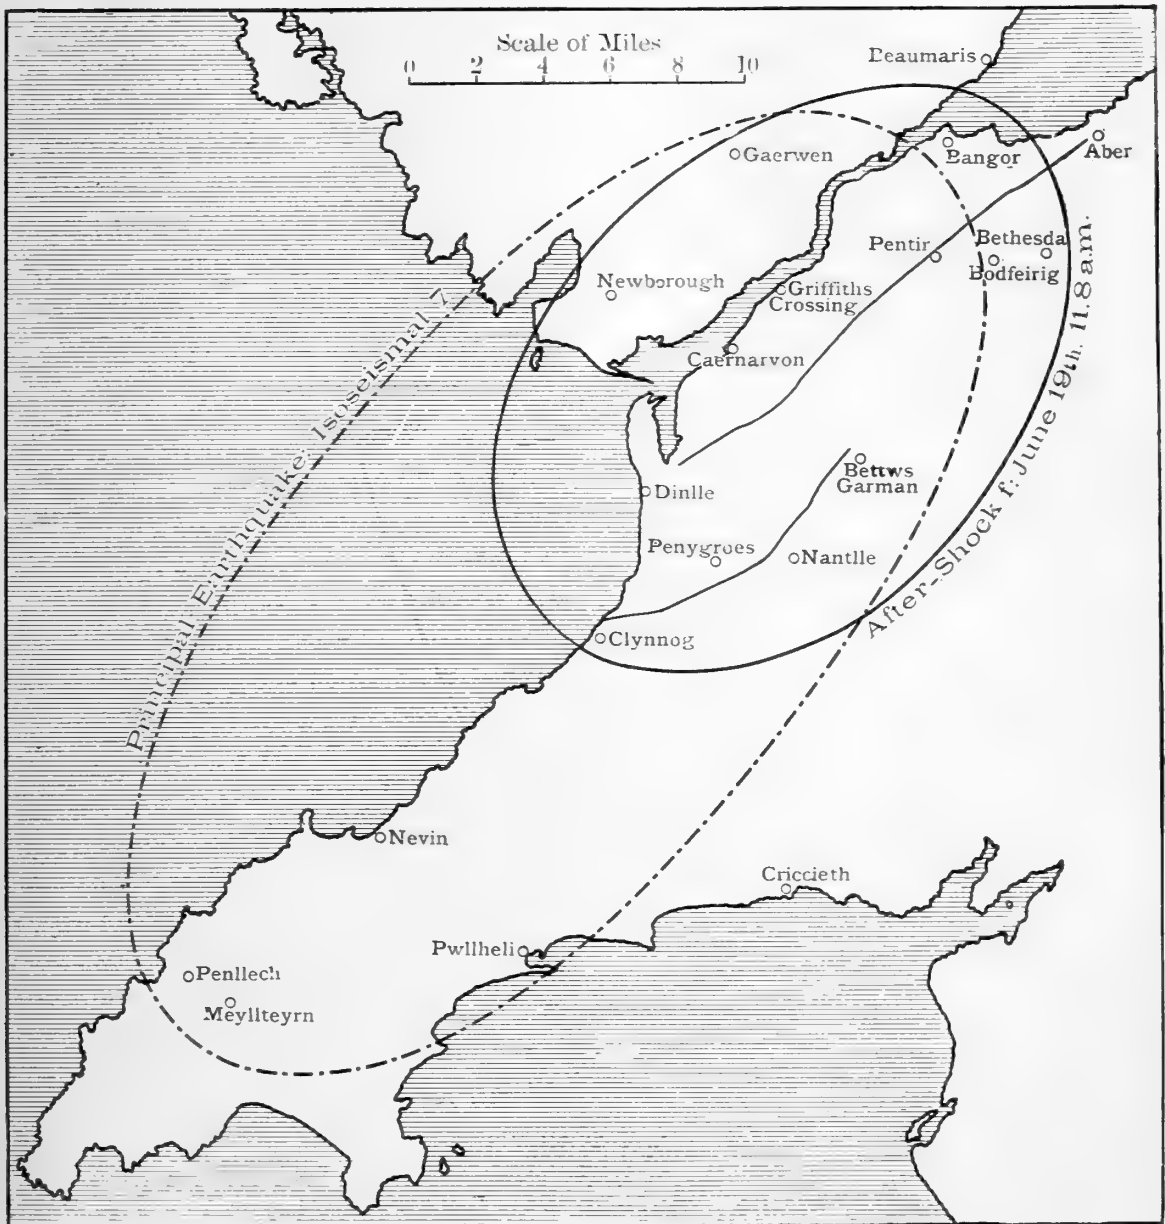 Scale of Miles
0 2 4 6 8 10
Beaumaris
Gaerwen
Bangor
Aber
Pentir
Bethesda
Bodfeirig
Newborough
Griffiths
Crossing
Caernarvon
Bettws
Garman
Dinlle
Penygroes
Nantlle
Clynnog
Principal Earthquake: Isoseismal 7
After-Shock f: June 19th. 11.8 a.m.
Nevin
Criccieth
Pwllheli
Penllech
Meyllteyrn